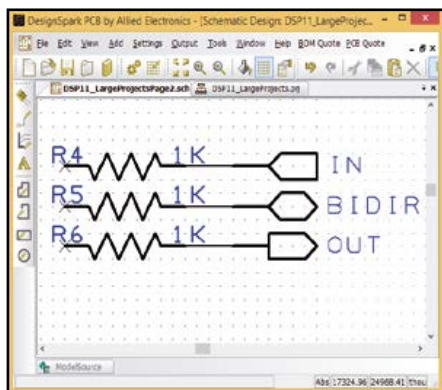 DesignSpark PCB by Allied Electronics - [Schematic Design: DSP11_LargeProjec...
File Edit View Add Settings Output Tools Window Help BOM Quote PCB Quote
DSP11_LargeProjectsPage2.sch DSP11_LargeProjects.prj
R4 1K IN
R5 1K BIDIR
R6 1K OUT
ModelSource
Abs 17324.96 24968.41 thou